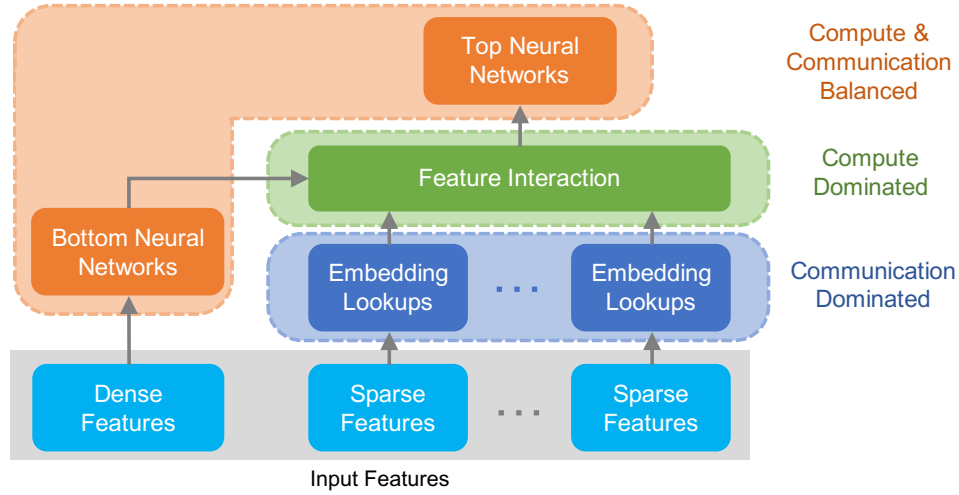 Top Neural
Networks
Compute &
Communication
Balanced
Feature Interaction
Compute
Dominated
Bottom Neural
Networks
Embedding
Lookups
...
Embedding
Lookups
Communication
Dominated
Dense
Features
Sparse
Features
...
Sparse
Features
Input Features